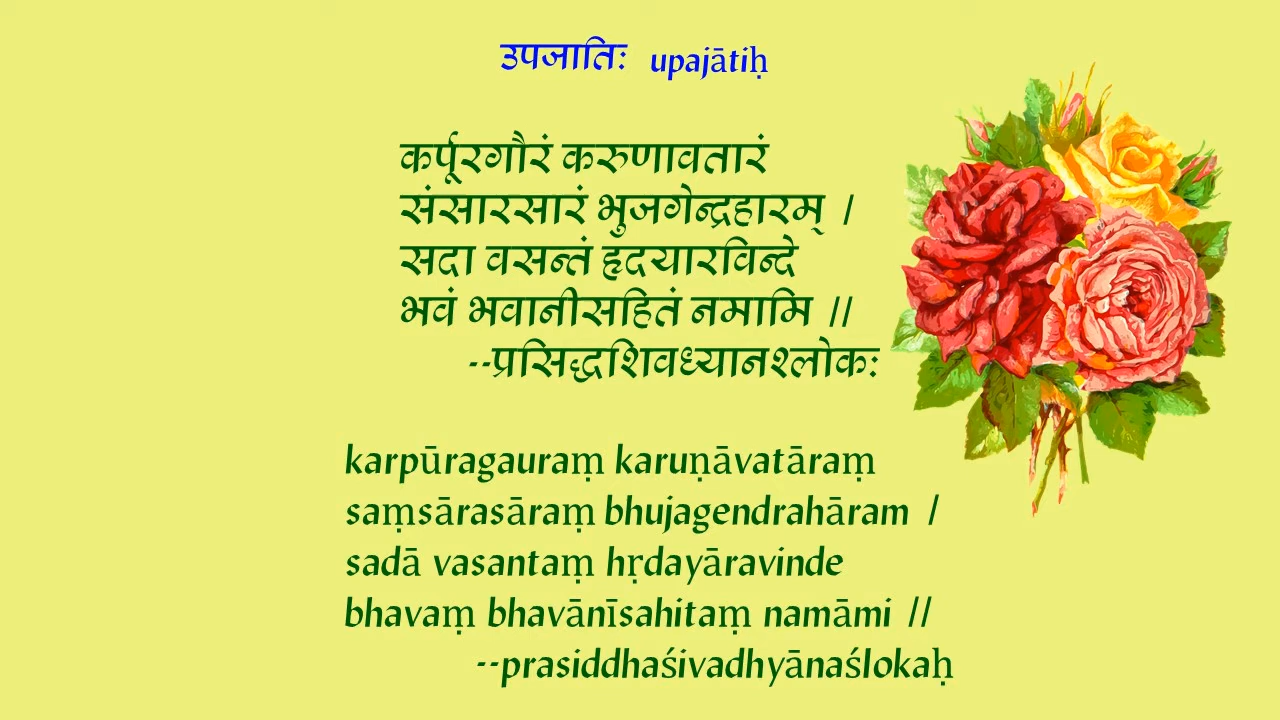 उपजातिः upajātiḥ
कर्पूरगौरं करुणावतारं
संसारसारं भुजगेन्द्रहारम् ।
सदा वसन्तं हृदयारविन्दे
भवं भवानीसहितं नमामि ॥
--प्रसिद्धशिवध्यानश्लोकः
karpūragauraṃ karuṇāvatāraṃ
saṃsārasāraṃ bhujagendrahāram /
sadā vasantaṃ hṛdayāravinde
bhavaṃ bhavānīsahitaṃ namāmi //
--prasiddhaśivadhyānaślokaḥ